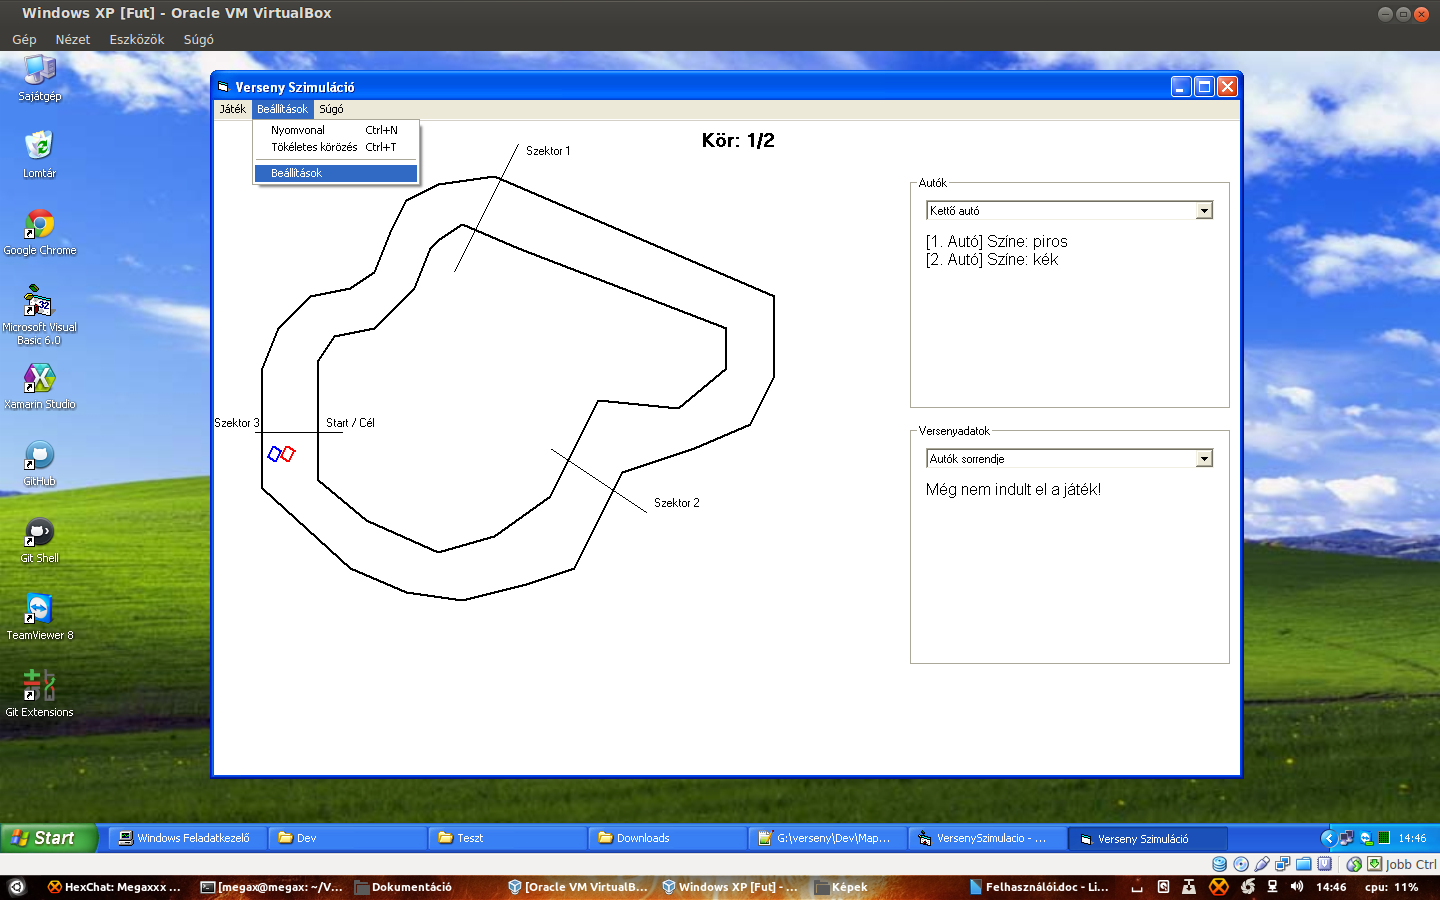 Windows XP [Fut] - Oracle VM VirtualBox
Gép Nézet Eszközök Súgó
Sajátgép
Lomtár
Google Chrome
Microsoft Visual
Basic 6.0
Xamarin Studio
GitHub
Git Shell
TeamViewer 8
Git Extensions
Verseny Szimuláció
Játék Beállítások Súgó
Nyomvonal Ctrl+N
Tökéletes körözés Ctrl+T
Beállítások
Kör: 1/2
Szektor 1
Szektor 3
Start / Cél
Szektor 2
Autók
Kettő autó
[1. Autó] Színe: piros
[2. Autó] Színe: kék
Versenyadatok
Autók sorrendje
Még nem indult el a játék!
Start Windows Feladatkezelő Dev Teszt Downloads G:\verseny\Dev\Map... VersenySzimulacio - ... Verseny Szimuláció 14:46
Jobb Ctrl
HexChat: Megaxxx ... [megax@megax: ~/V... Dokumentáció [Oracle VM VirtualB... Windows XP [Fut] - ... Képek Felhasználói.doc - Li... 14:46 cpu: 11%